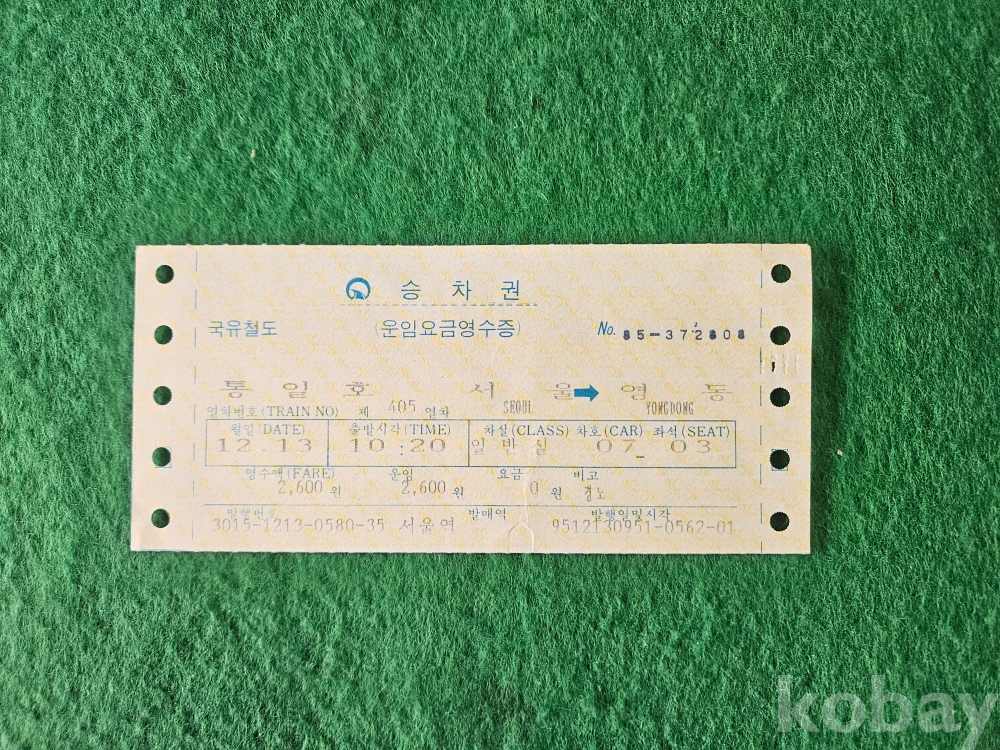 승차권
국유철도 (운임요금영수증) No. 85-372808
통일호 서울 → 영동
열차번호(TRAIN NO) 제 405 열차 SEOUL YONGDONG
월일(DATE) 출발시각(TIME) 차실(CLASS) 차호(CAR) 좌석(SEAT)
12.13 10:20 일반실 07 03
영수액(FARE) 운임 요금 비고
2,600 원 2,600 원 0 원 경노
발행번호 발매역 발행일및시각
3015-1213-0580-35 서울역 9512130951-0562-01
kobay